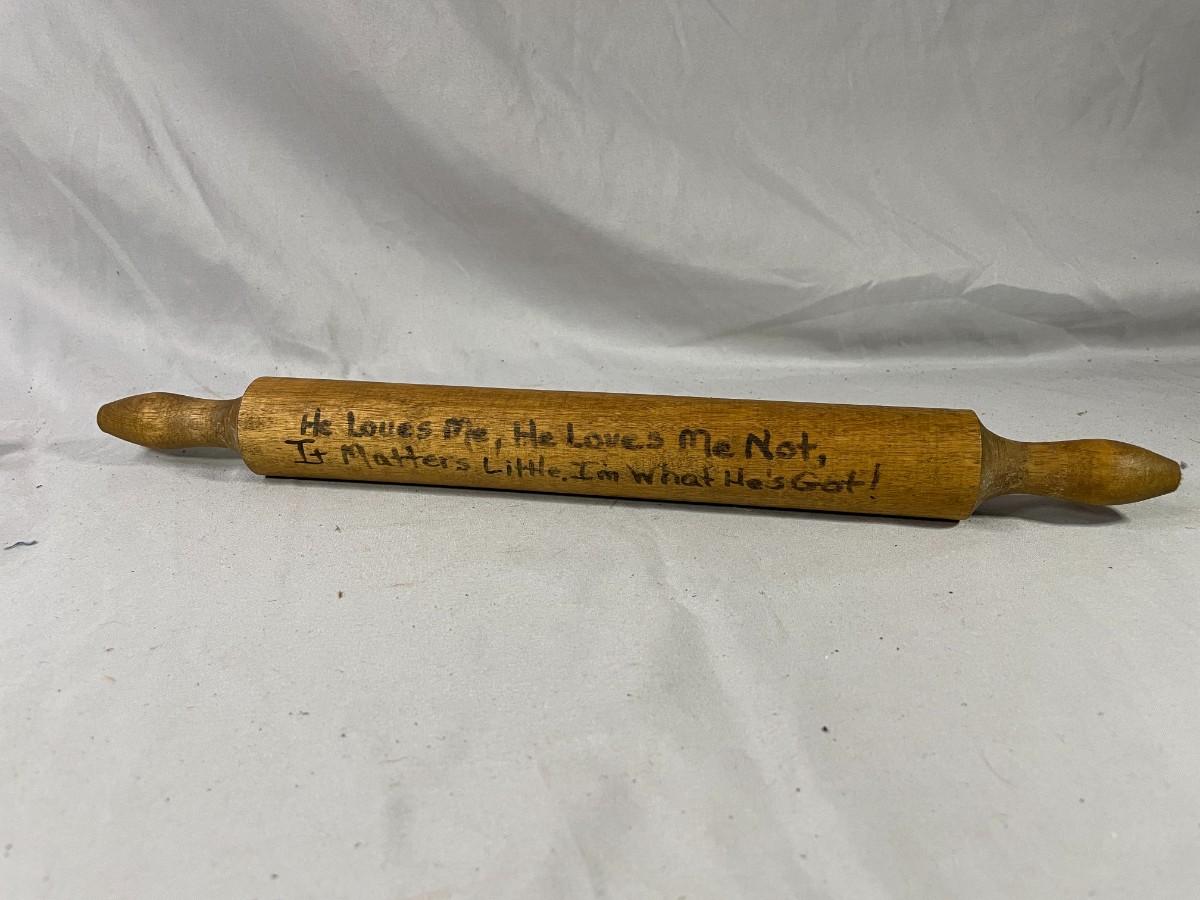 He Loves Me, He Loves Me Not,
It Matters Little. I'm What He's Got!